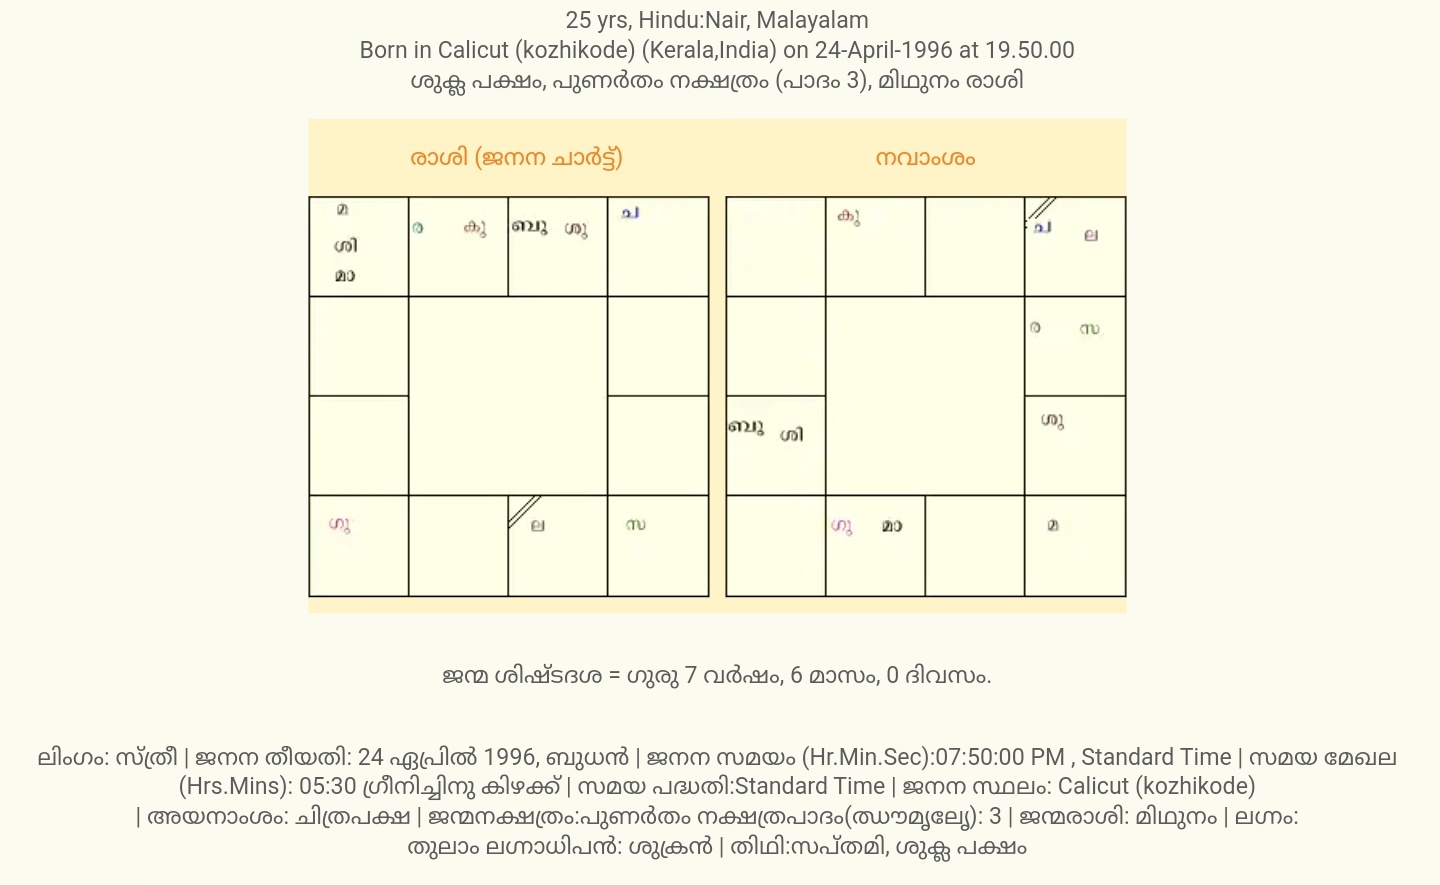 25 yrs, Hindu:Nair, Malayalam
Born in Calicut (kozhikode) (Kerala,India) on 24-April-1996 at 19.50.00
ശുക്ല പക്ഷം, പുണർതം നക്ഷത്രം (പാദം 3), മിഥുനം രാശി
രാശി (ജനന ചാർട്ട്)
മ
ശി
മാ
ര കു
ബു ശു
ച
ഗു
ല
സ
നവാംശം
കു
ച ല
ര സ
ബു ശി
ശു
ഗു മാ
മ
ജന്മ ശിഷ്ടദശ = ഗുരു 7 വർഷം, 6 മാസം, 0 ദിവസം.
ലിംഗം: സ്ത്രീ | ജനന തീയതി: 24 ഏപ്രിൽ 1996, ബുധൻ | ജനന സമയം (Hr.Min.Sec):07:50:00 PM , Standard Time | സമയ മേഖല
(Hrs.Mins): 05:30 ഗ്രീനിച്ചിനു കിഴക്ക് | സമയ പദ്ധതി:Standard Time | ജനന സ്ഥലം: Calicut (kozhikode)
| അയനാംശം: ചിത്രപക്ഷ | ജന്മനക്ഷത്രം:പുണർതം നക്ഷത്രപാദം(ഝൗമൃലേൃ): 3 | ജന്മരാശി: മിഥുനം | ലഗ്നം:
തുലാം ലഗ്നാധിപൻ: ശുക്രൻ | തിഥി:സപ്തമി, ശുക്ല പക്ഷം